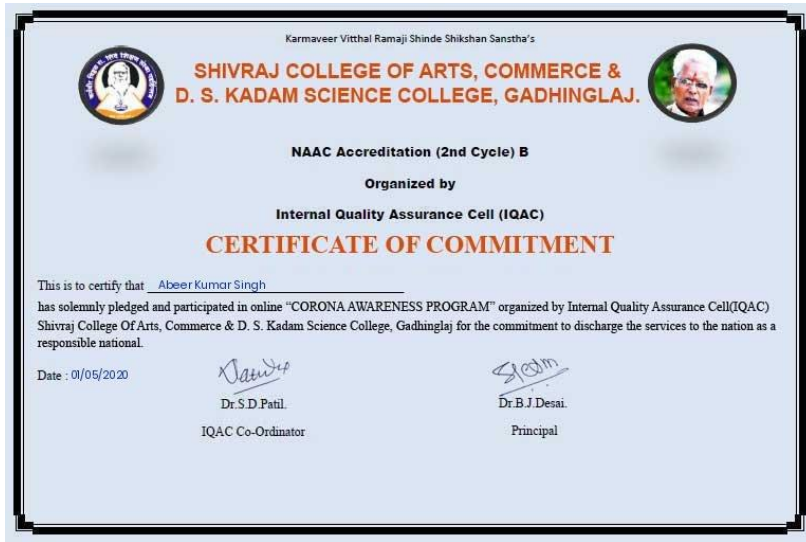 Karmaveer Vitthal Ramaji Shinde Shikshan Sanstha's
SHIVRAJ COLLEGE OF ARTS, COMMERCE &
D. S. KADAM SCIENCE COLLEGE, GADHINGLAJ.
NAAC Accreditation (2nd Cycle) B
Organized by
Internal Quality Assurance Cell (IQAC)
CERTIFICATE OF COMMITMENT
This is to certify that Abeer Kumar Singh
has solemnly pledged and participated in online “CORONA AWARENESS PROGRAM” organized by Internal Quality Assurance Cell(IQAC)
Shivraj College Of Arts, Commerce & D. S. Kadam Science College, Gadhinglaj for the commitment to discharge the services to the nation as a
responsible national.
Date : 01/05/2020
Dr.S.D.Patil. Dr.B.J.Desai.
IQAC Co-Ordinator Principal